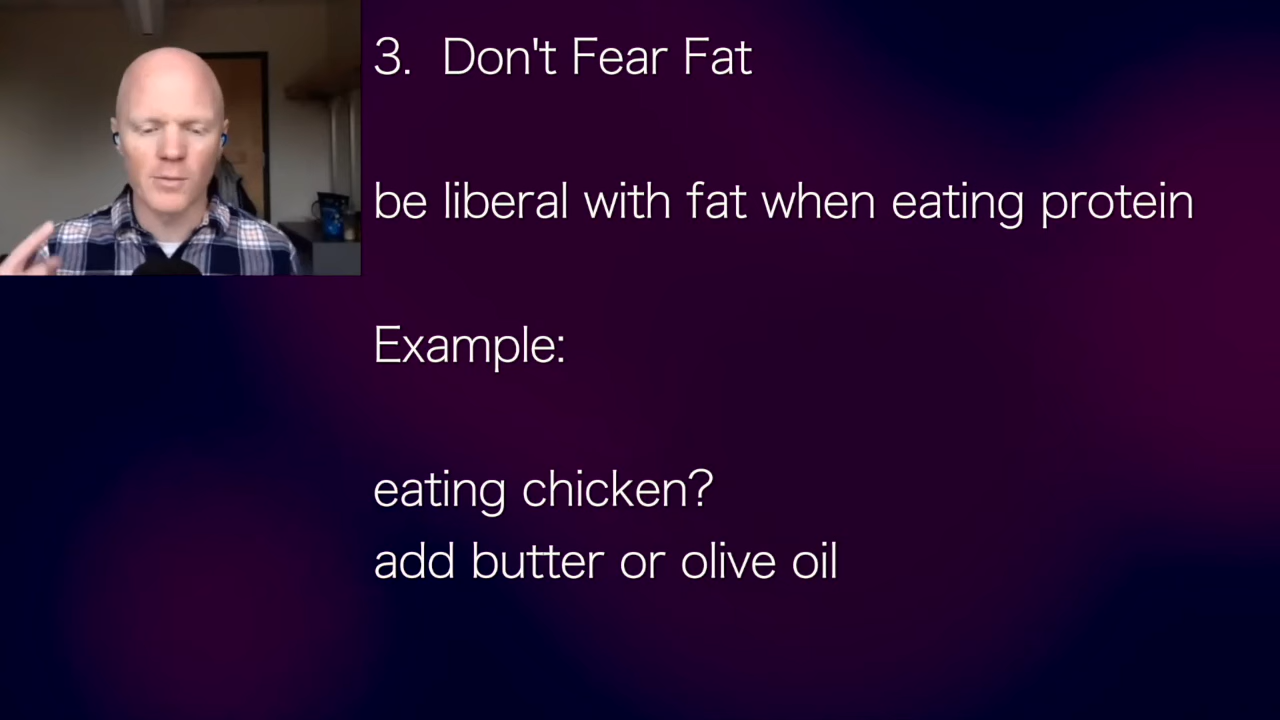 3. Don't Fear Fat
be liberal with fat when eating protein
Example:
eating chicken?
add butter or olive oil